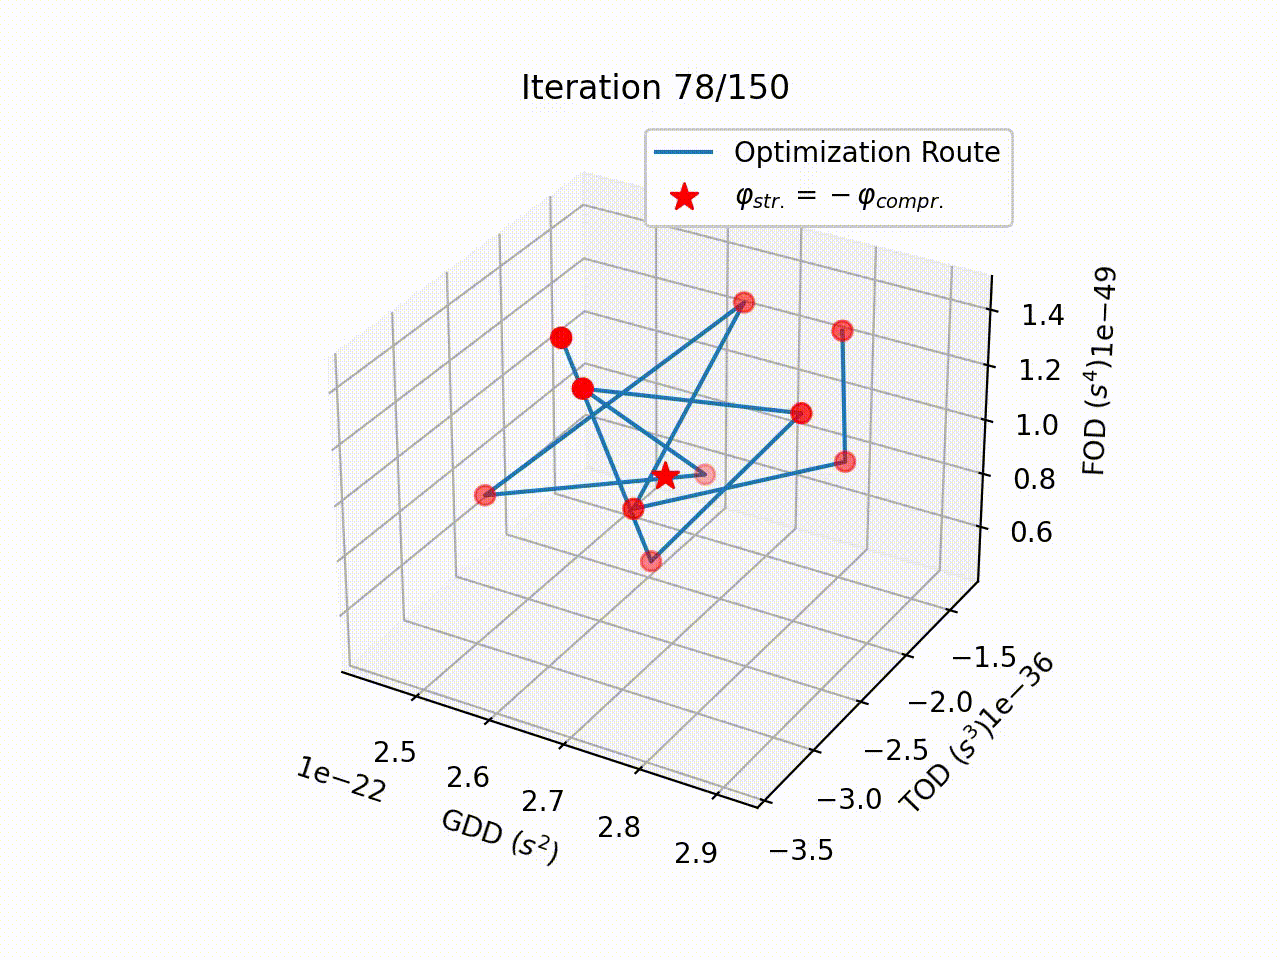 Iteration 78/150
Optimization Route
φstr. = −φcompr.
1.4
1.2
1.0
0.8
0.6
FOD (s⁴)1e−49
−1.5
−2.0
−2.5
−3.0
−3.5
TOD (s³)1e−36
2.5
2.6
2.7
2.8
2.9
1e−22
GDD (s²)